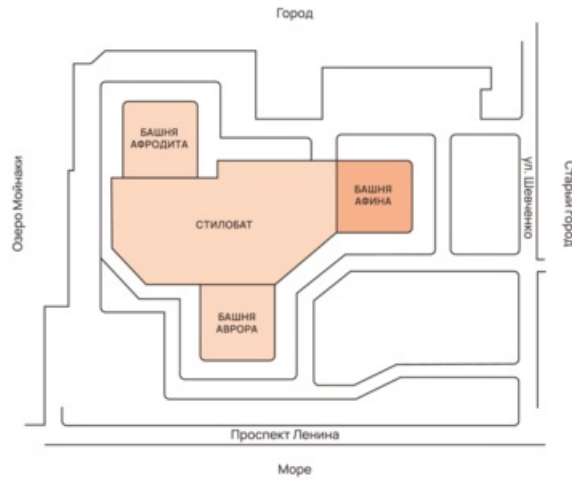 Город
БАШНЯ
АФРОДИТА
БАШНЯ
АФИНА
СТИЛОБАТ
БАШНЯ
АВРОРА
Озеро Мойнаки
ул. Шевченко
Старый город
Проспект Ленина
Море